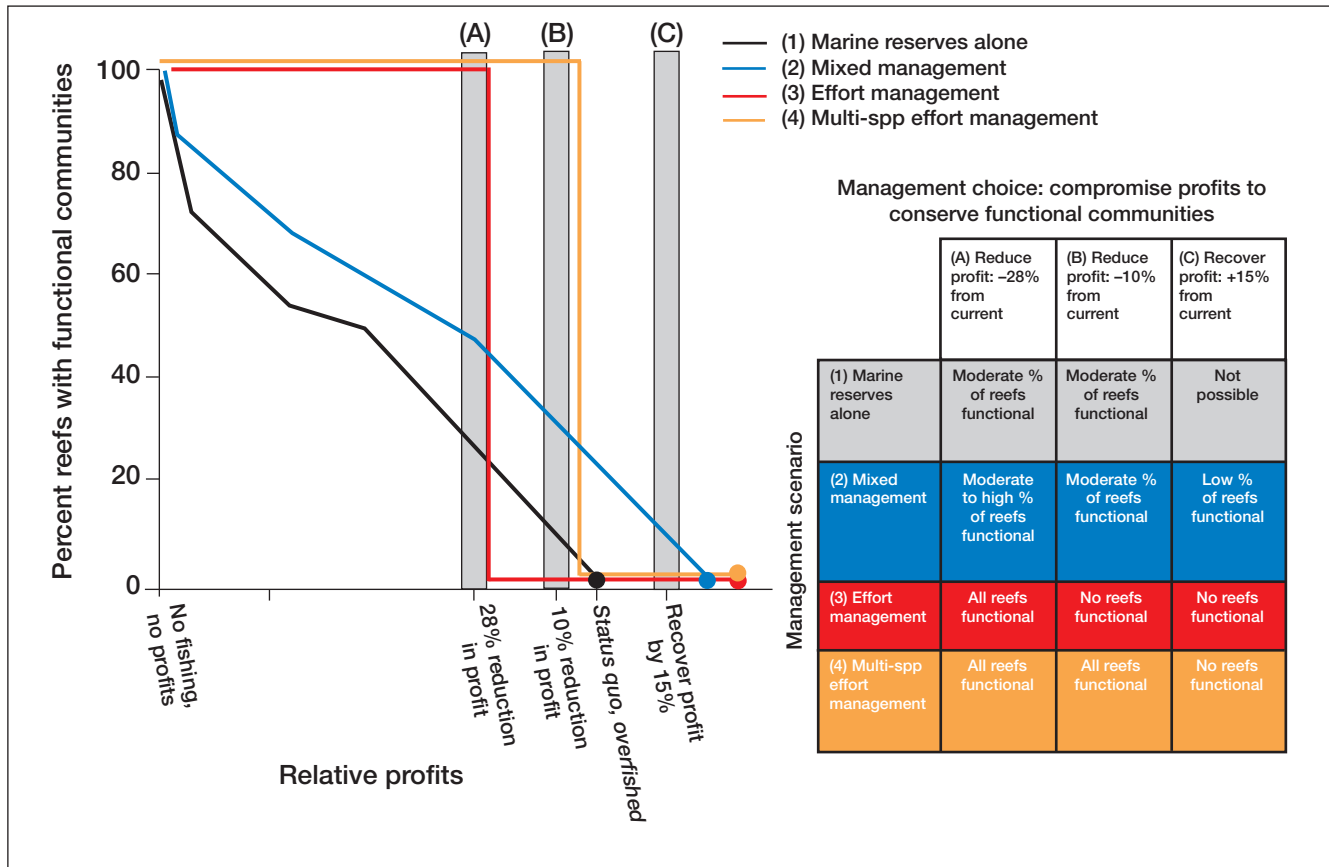 (A)
(B)
(C)
(1) Marine reserves alone
(2) Mixed management
(3) Effort management
(4) Multi-spp effort management
Percent reefs with functional communities
100
80
60
40
20
0
No fishing,
no profits
28% reduction
in profit
10% reduction
in profit
Status quo, overfished
Recover profit
by 15%
Relative profits
Management choice: compromise profits to
conserve functional communities
(A) Reduce
profit: –28%
from
current
(B) Reduce
profit: –10%
from
current
(C) Recover
profit: +15%
from
current
Management scenario
(1) Marine
reserves
alone
Moderate %
of reefs
functional
Moderate %
of reefs
functional
Not
possible
(2) Mixed
management
Moderate
to high %
of reefs
functional
Moderate %
of reefs
functional
Low %
of reefs
functional
(3) Effort
management
All reefs
functional
No reefs
functional
No reefs
functional
(4) Multi-spp
effort
management
All reefs
functional
All reefs
functional
No reefs
functional